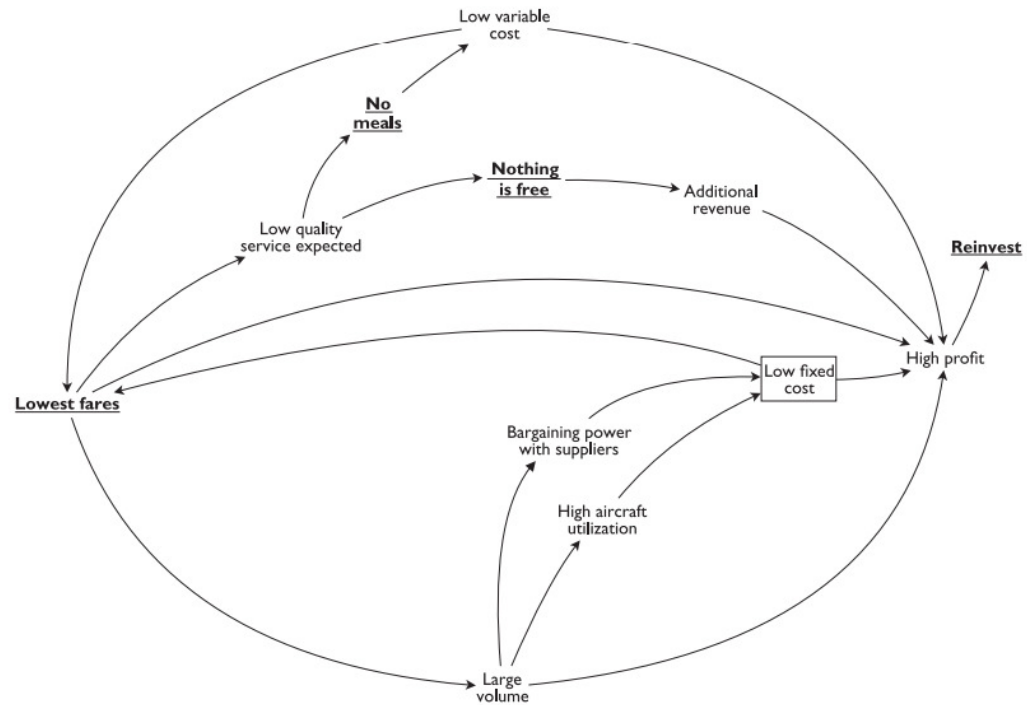 Low variable
cost
No
meals
Nothing
is free
Additional
revenue
Low quality
service expected
Reinvest
High profit
Low fixed
cost
Lowest fares
Bargaining power
with suppliers
High aircraft
utilization
Large
volume